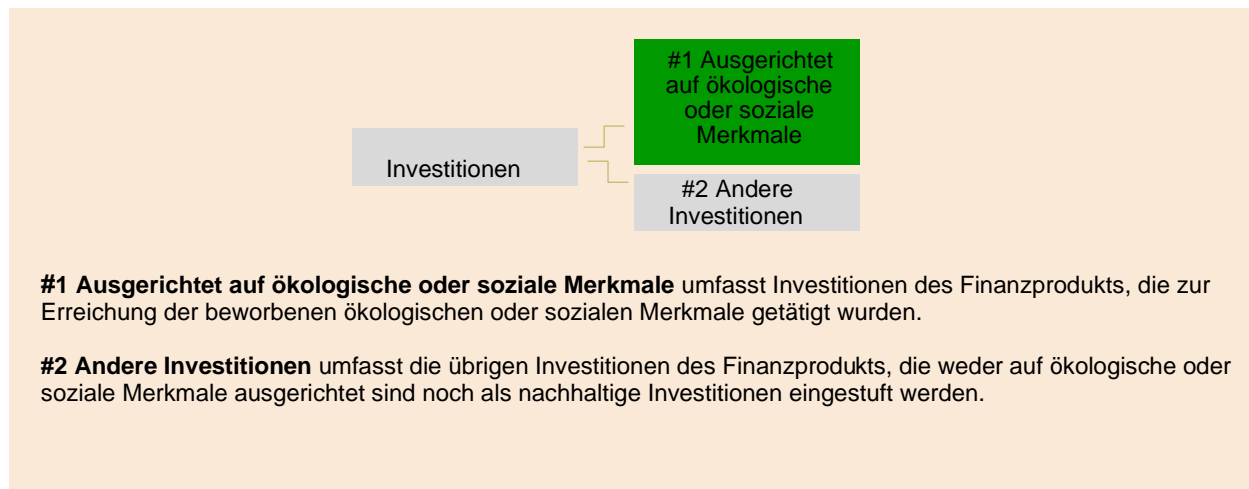 #1 Ausgerichtet
auf ökologische
oder soziale
Merkmale
Investitionen
#2 Andere
Investitionen
#1 Ausgerichtet auf ökologische oder soziale Merkmale umfasst Investitionen des Finanzprodukts, die zur
Erreichung der beworbenen ökologischen oder sozialen Merkmale getätigt wurden.
#2 Andere Investitionen umfasst die übrigen Investitionen des Finanzprodukts, die weder auf ökologische oder
soziale Merkmale ausgerichtet sind noch als nachhaltige Investitionen eingestuft werden.